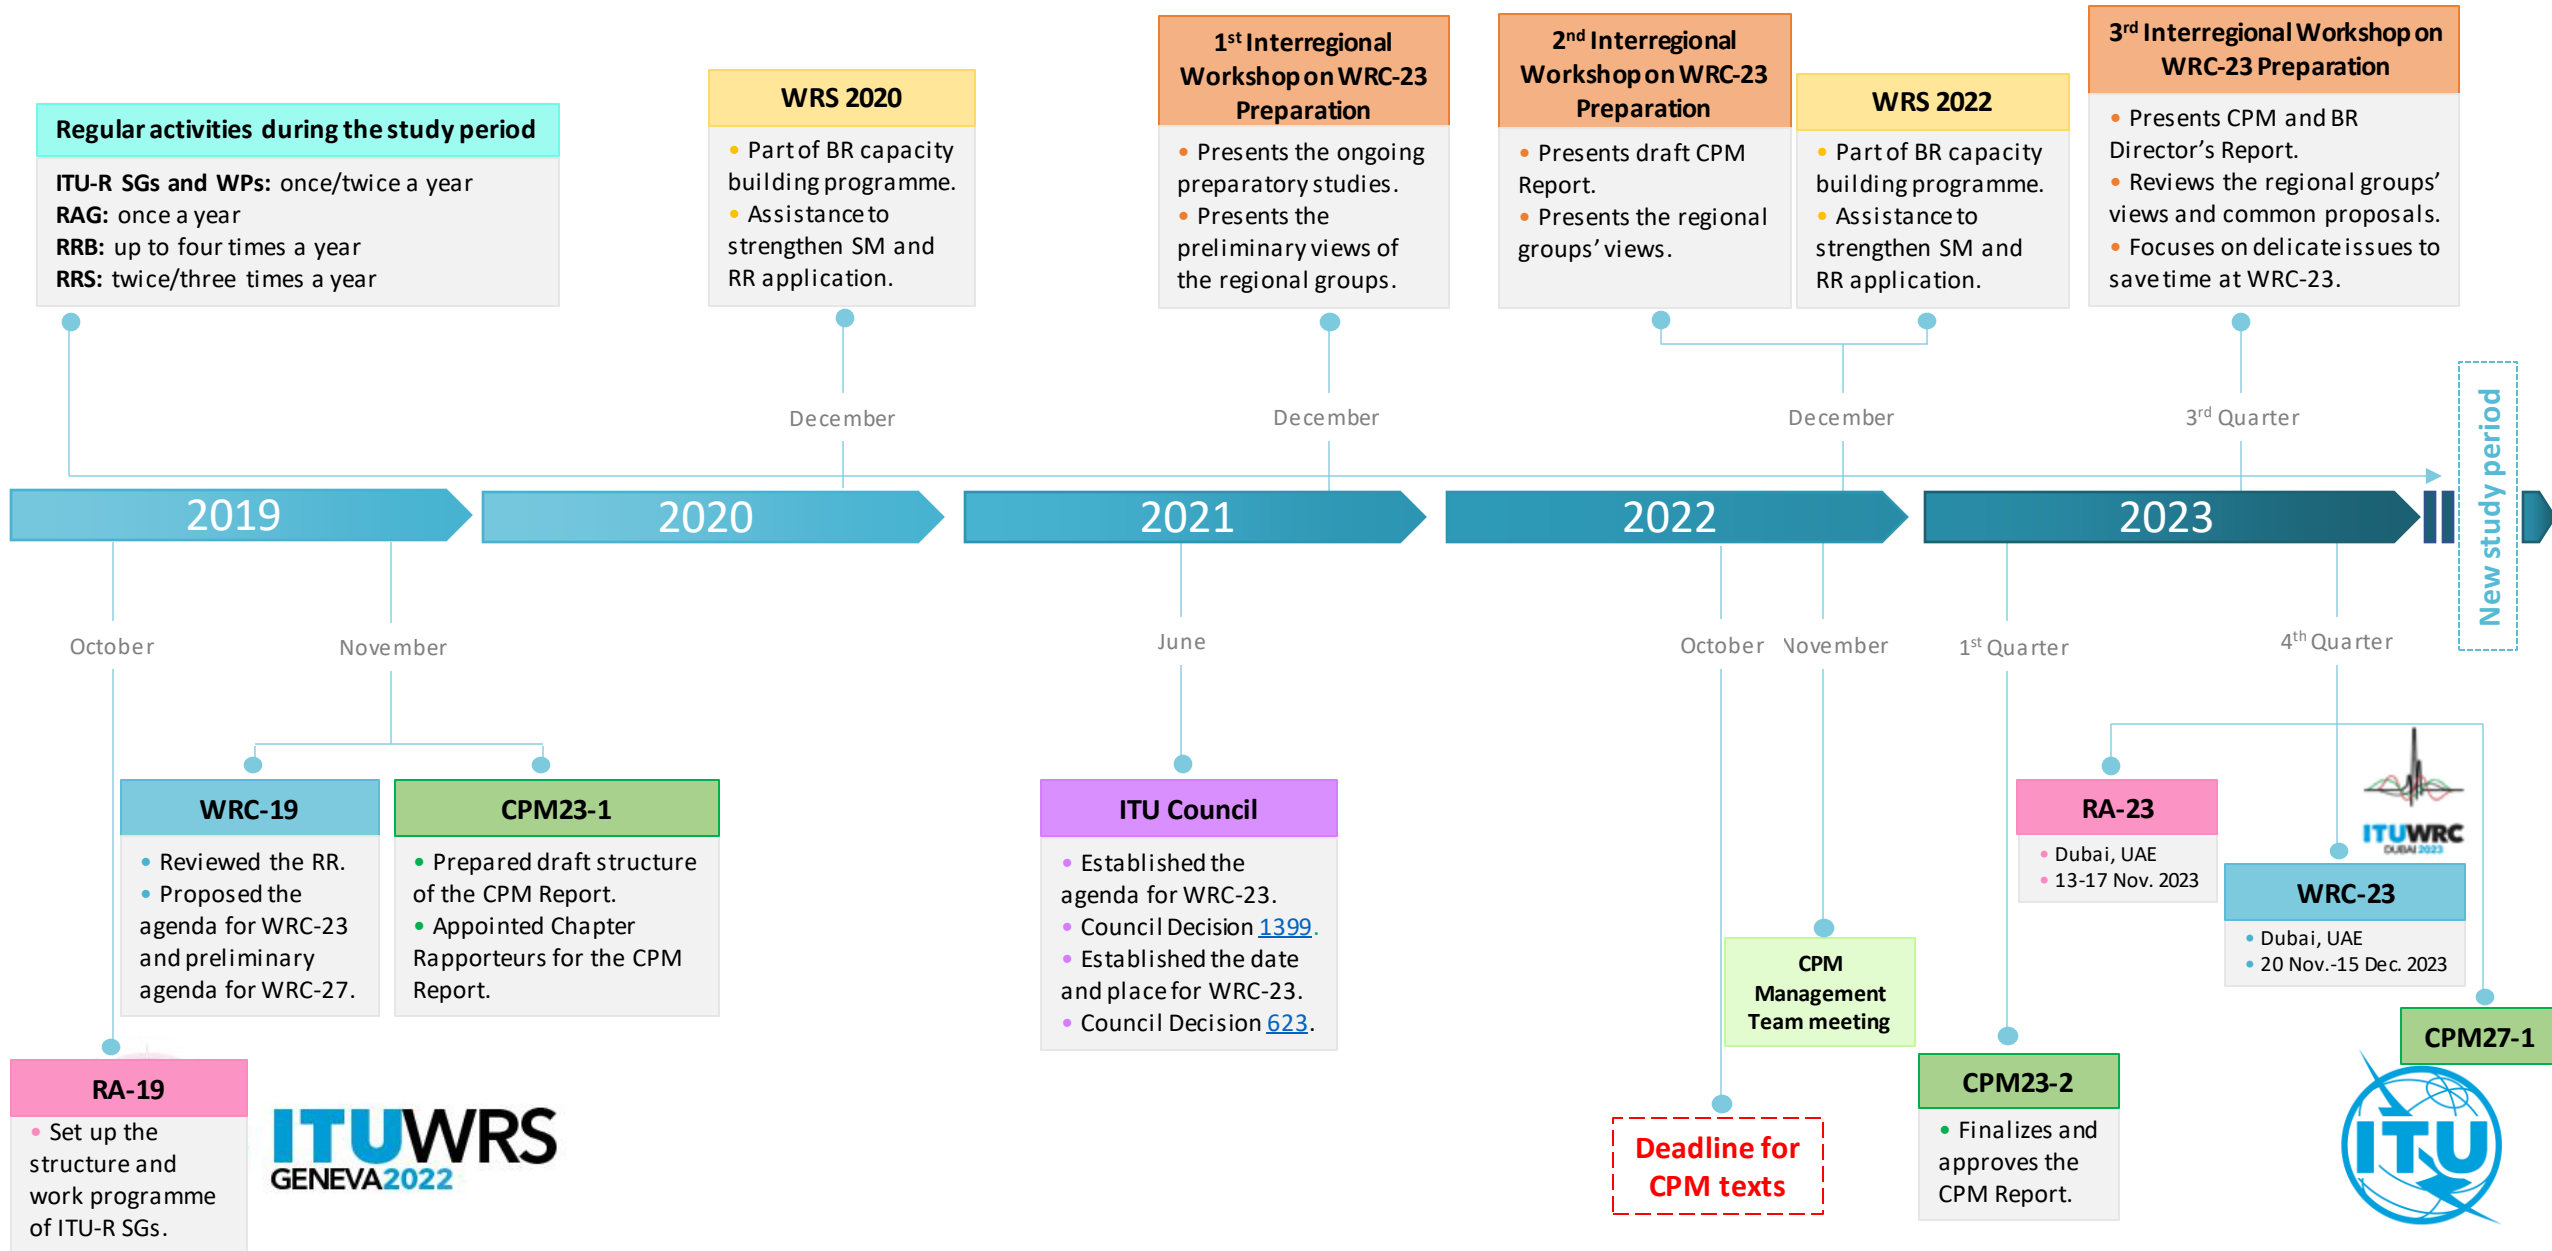 Regular activities during the study period
ITU-R SGs and WPs: once/twice a year
RAG: once a year
RRB: up to four times a year
RRS: twice/three times a year
WRS 2020
• Part of BR capacity
building programme.
• Assistance to
strengthen SM and
RR application.
1st Interregional
Workshop on WRC-23
Preparation
• Presents the ongoing
preparatory studies.
• Presents the
preliminary views of
the regional groups.
2nd Interregional
Workshop on WRC-23
Preparation
• Presents draft CPM
Report.
• Presents the regional
groups' views.
WRS 2022
• Part of BR capacity
building programme.
• Assistance to
strengthen SM and
RR application.
3rd Interregional Workshop on
WRC-23 Preparation
• Presents CPM and BR
Director's Report.
• Reviews the regional groups'
views and common proposals.
• Focuses on delicate issues to
save time at WRC-23.
December
December
December
3rd Quarter
New study period
2019
2020
2021
2022
2023
October
November
June
October
November
1st Quarter
4th Quarter
WRC-19
• Reviewed the RR.
• Proposed the
agenda for WRC-23
and preliminary
agenda for WRC-27.
CPM23-1
• Prepared draft structure
of the CPM Report.
• Appointed Chapter
Rapporteurs for the CPM
Report.
ITU Council
• Established the
agenda for WRC-23.
• Council Decision 1399.
• Established the date
and place for WRC-23.
• Council Decision 623.
CPM
Management
Team meeting
RA-23
• Dubai, UAE
• 13-17 Nov. 2023
ITUWRC
DUBAI 2023
WRC-23
• Dubai, UAE
• 20 Nov.-15 Dec. 2023
CPM27-1
RA-19
• Set up the
structure and
work programme
of ITU-R SGs.
ITUWRS
GENEVA2022
Deadline for
CPM texts
CPM23-2
• Finalizes and
approves the
CPM Report.
ITU